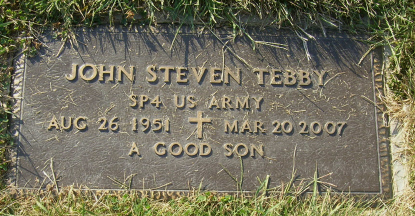 JOHN STEVEN TEBBY
SP4 US ARMY
AUG 26 1951 ✝ MAR 20 2007
A GOOD SON